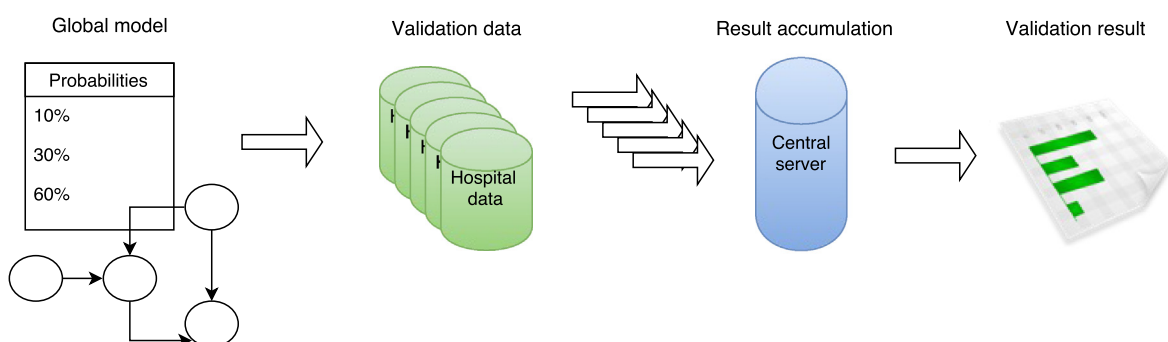 Global model
Probabilities
10%
30%
60%
Validation data
Hospital
data
Result accumulation
Central
server
Validation result